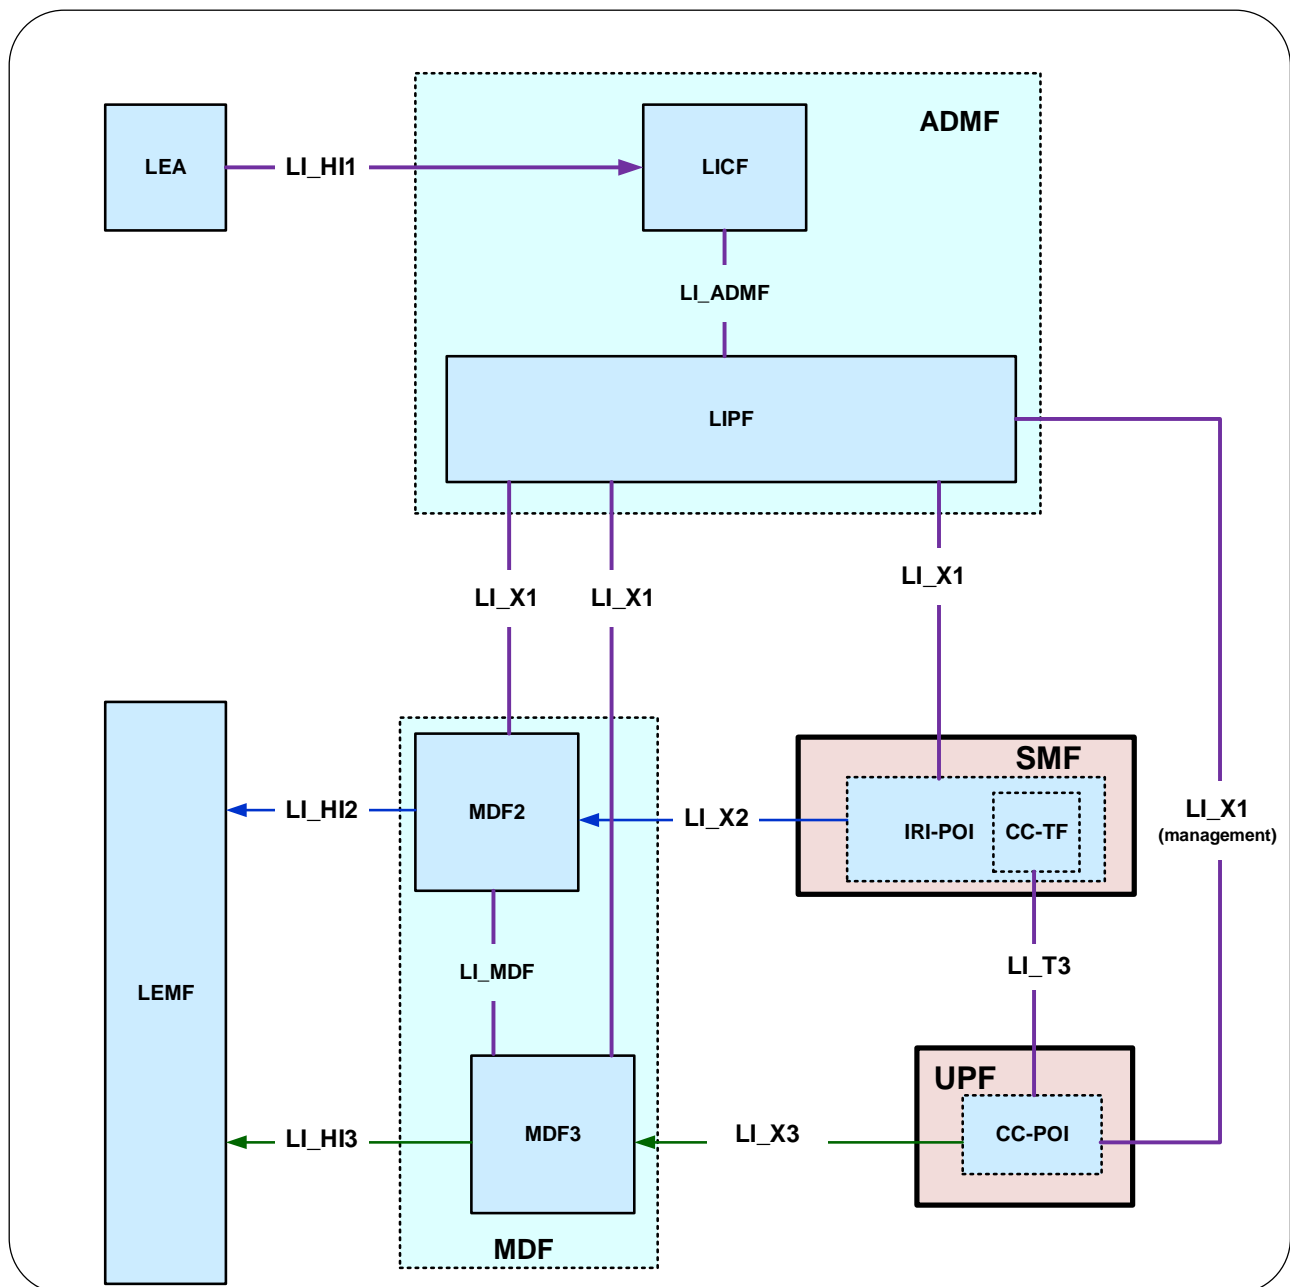 ADMF
LEA
LI_HI1
LICF
LI_ADMF
LIPF
LI_X1
LI_X1
LI_X1
SMF
LI_HI2
MDF2
LI_X2
IRI-POI
CC-TF
LI_X1
(management)
LEMF
LI_MDF
LI_T3
UPF
LI_HI3
MDF3
LI_X3
CC-POI
MDF